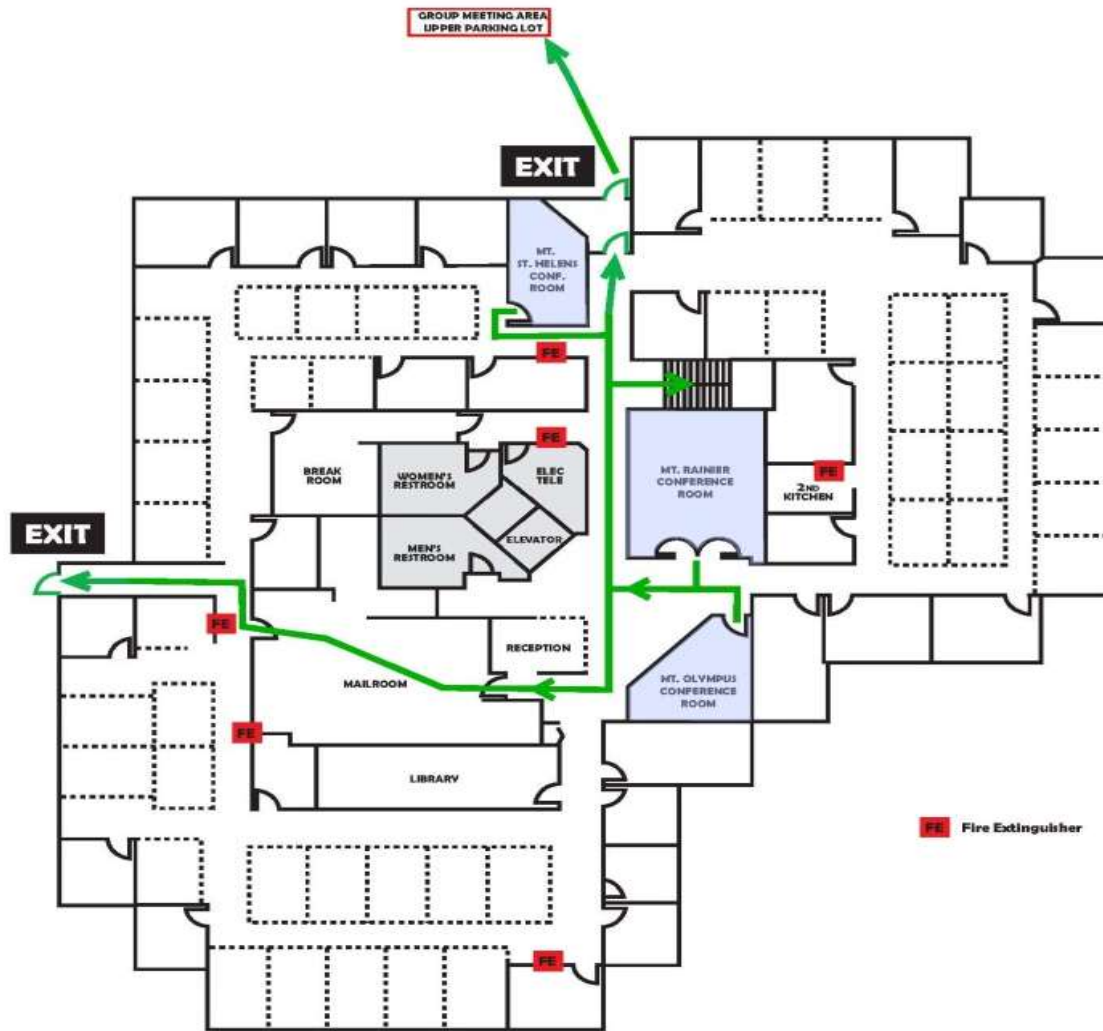 GROUP MEETING AREA
UPPER PARKING LOT
EXIT
MT.
ST. HELENS
CONF.
ROOM
FE
FE
BREAK
ROOM
WOMEN'S
RESTROOM
ELEC
TELE
MT. RAINIER
CONFERENCE
ROOM
FE
2ND
KITCHEN
EXIT
MEN'S
RESTROOM
ELEVATOR
FE
RECEPTION
MAILROOM
MT. OLYMPUS
CONFERENCE
ROOM
FE
LIBRARY
FE Fire Extinguisher
FE